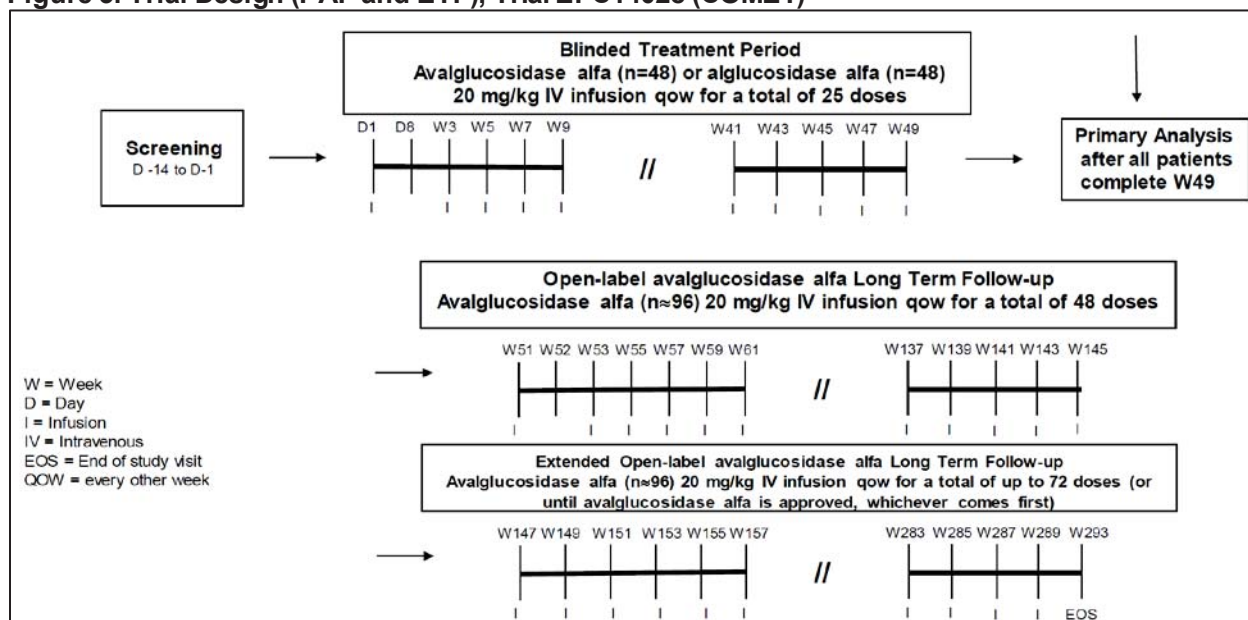 Trial Design (PAP and ETP), Trial EFC14028 (COMET)
Blinded Treatment Period
Avalglucosidase alfa (n=48) or alglucosidase alfa (n=48)
20 mg/kg IV infusion qow for a total of 25 doses
Screening
D -14 to D-1
D1 D8 W3 W5 W7 W9
I I I I I
//
W41 W43 W45 W47 W49
I I I I I
Primary Analysis
after all patients
complete W49
Open-label avalglucosidase alfa Long Term Follow-up
Avalglucosidase alfa (n≈96) 20 mg/kg IV infusion qow for a total of 48 doses
W51 W52 W53 W55 W57 W59 W61
I I I I I I
//
W137 W139 W141 W143 W145
I I I I I
W = Week
D = Day
I = Infusion
IV = Intravenous
EOS = End of study visit
QOW = every other week
Extended Open-label avalglucosidase alfa Long Term Follow-up
Avalglucosidase alfa (n≈96) 20 mg/kg IV infusion qow for a total of up to 72 doses (or
until avalglucosidase alfa is approved, whichever comes first)
W147 W149 W151 W153 W155 W157
I I I I I I
//
W283 W285 W287 W289 W293
I I I I EOS